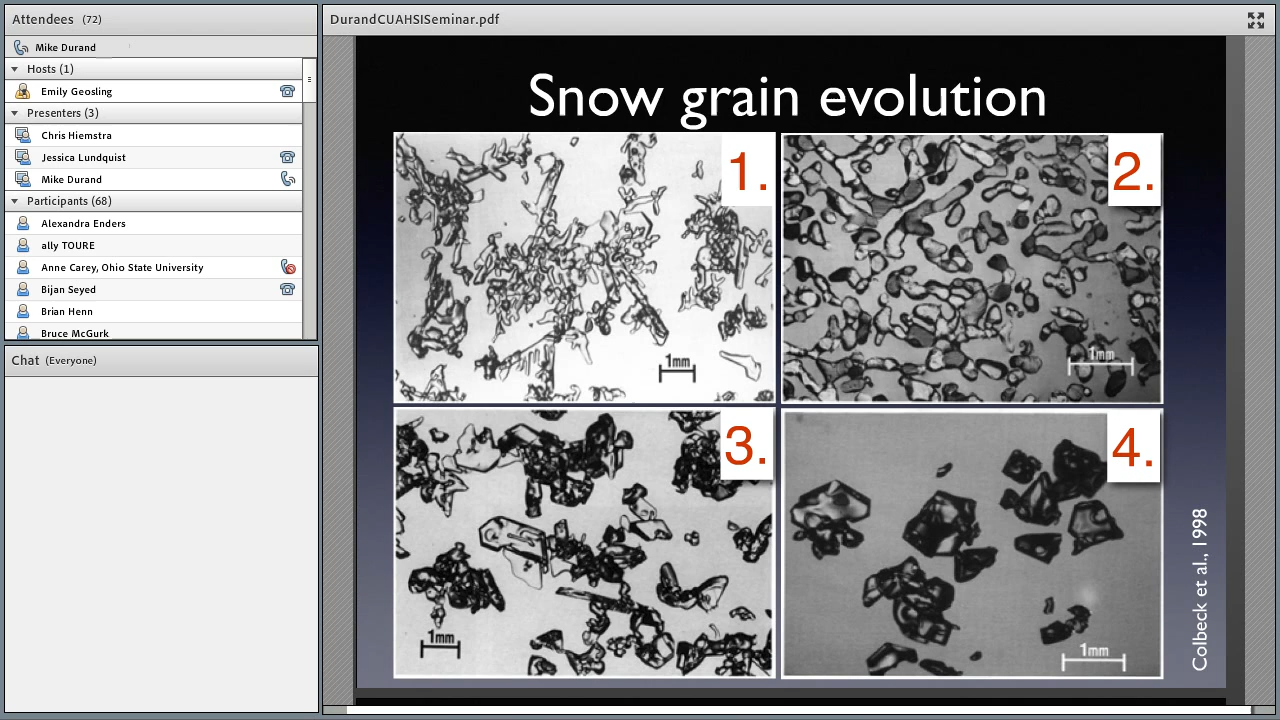 Attendees (72)
Mike Durand
Hosts (1)
Emily Geosling
Presenters (3)
Chris Hiemstra
Jessica Lundquist
Mike Durand
Participants (68)
Alexandra Enders
ally TOURE
Anne Carey, Ohio State University
Bijan Seyed
Brian Henn
Bruce McGurk
Chat (Everyone)
DurandCUAHSISeminar.pdf
Snow grain evolution
1.
1mm
2.
1mm
3.
1mm
4.
1mm
Colbeck et al., 1998